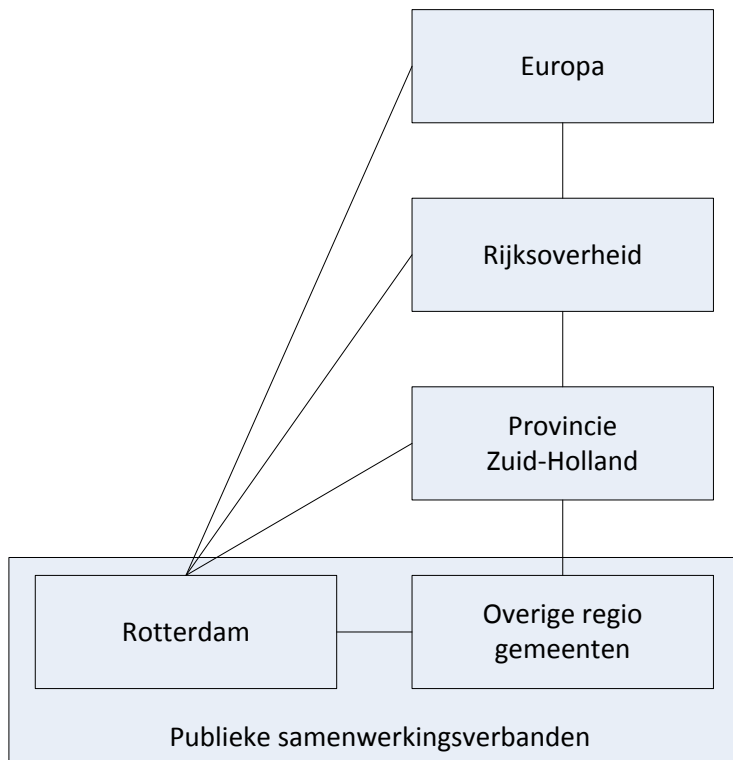 Europa
Rijksoverheid
Provincie
Zuid-Holland
Rotterdam
Overige regio
gemeenten
Publieke samenwerkingsverbanden